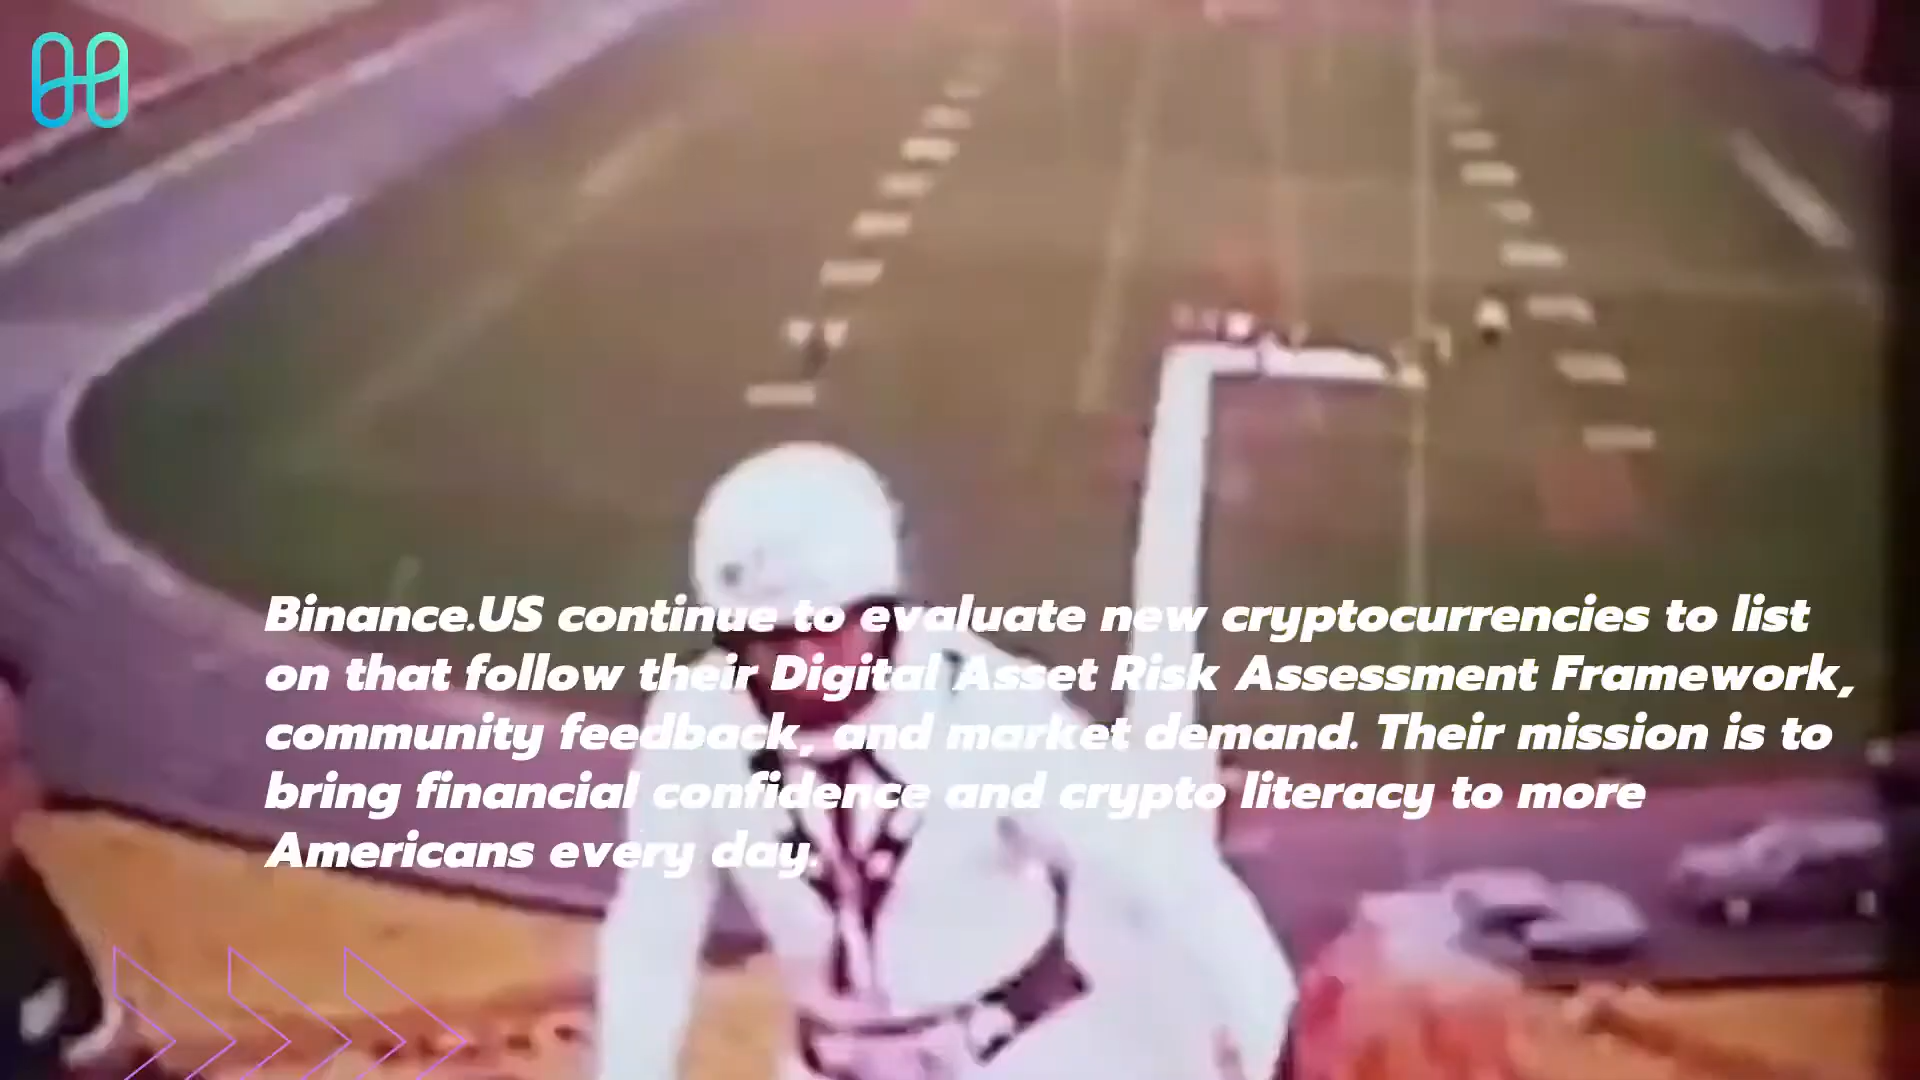 Binance.US continue to evaluate new cryptocurrencies to list
on that follow their Digital Asset Risk Assessment Framework,
community feedback, and market demand. Their mission is to
bring financial confidence and crypto literacy to more
Americans every day.